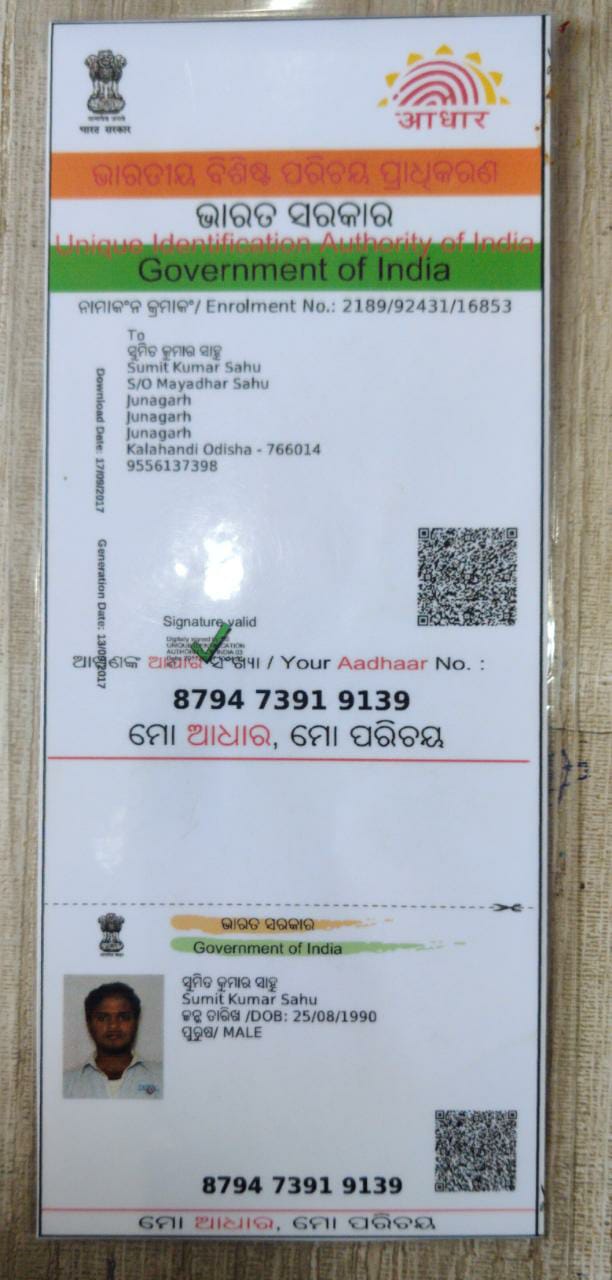 भारत सरकार
आधार
ଭାରତୀୟ ବିଶିଷ୍ଟ ପରିଚୟ ପ୍ରାଧିକରଣ
ଭାରତ ସରକାର
Unique Identification Authority of India
Government of India
ନାମାକଂନ କ୍ରମାକଂ/ Enrolment No.: 2189/92431/16853
To
ସୁମିତ କୁମାର ସାହୁ
Sumit Kumar Sahu
S/O Mayadhar Sahu
Junagarh
Junagarh
Junagarh
Kalahandi Odisha - 766014
9556137398
Download Date: 17/09/2017
Generation Date: 13/09/2017
Signature valid
ଆପଣଙ୍କ ଆଧାର ସଂଖ୍ୟା / Your Aadhaar No. :
8794 7391 9139
ମୋ ଆଧାର, ମୋ ପରିଚୟ
ଭାରତ ସରକାର
Government of India
ସୁମିତ କୁମାର ସାହୁ
Sumit Kumar Sahu
ଜନ୍ମ ତାରିଖ /DOB: 25/08/1990
ପୁରୁଷ/ MALE
8794 7391 9139
ମୋ ଆଧାର, ମୋ ପରିଚୟ